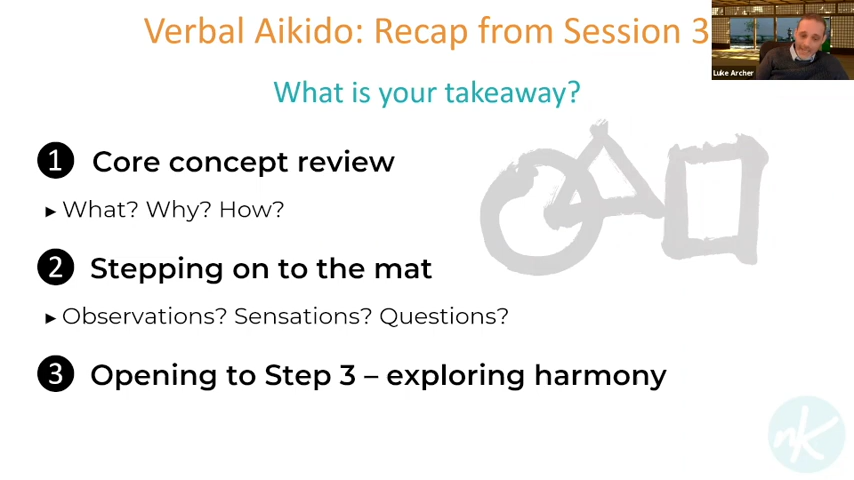 Verbal Aikido: Recap from Session 3
Luke Archer
What is your takeaway?
1 Core concept review
▸ What? Why? How?
2 Stepping on to the mat
▸ Observations? Sensations? Questions?
3 Opening to Step 3 – exploring harmony
nK